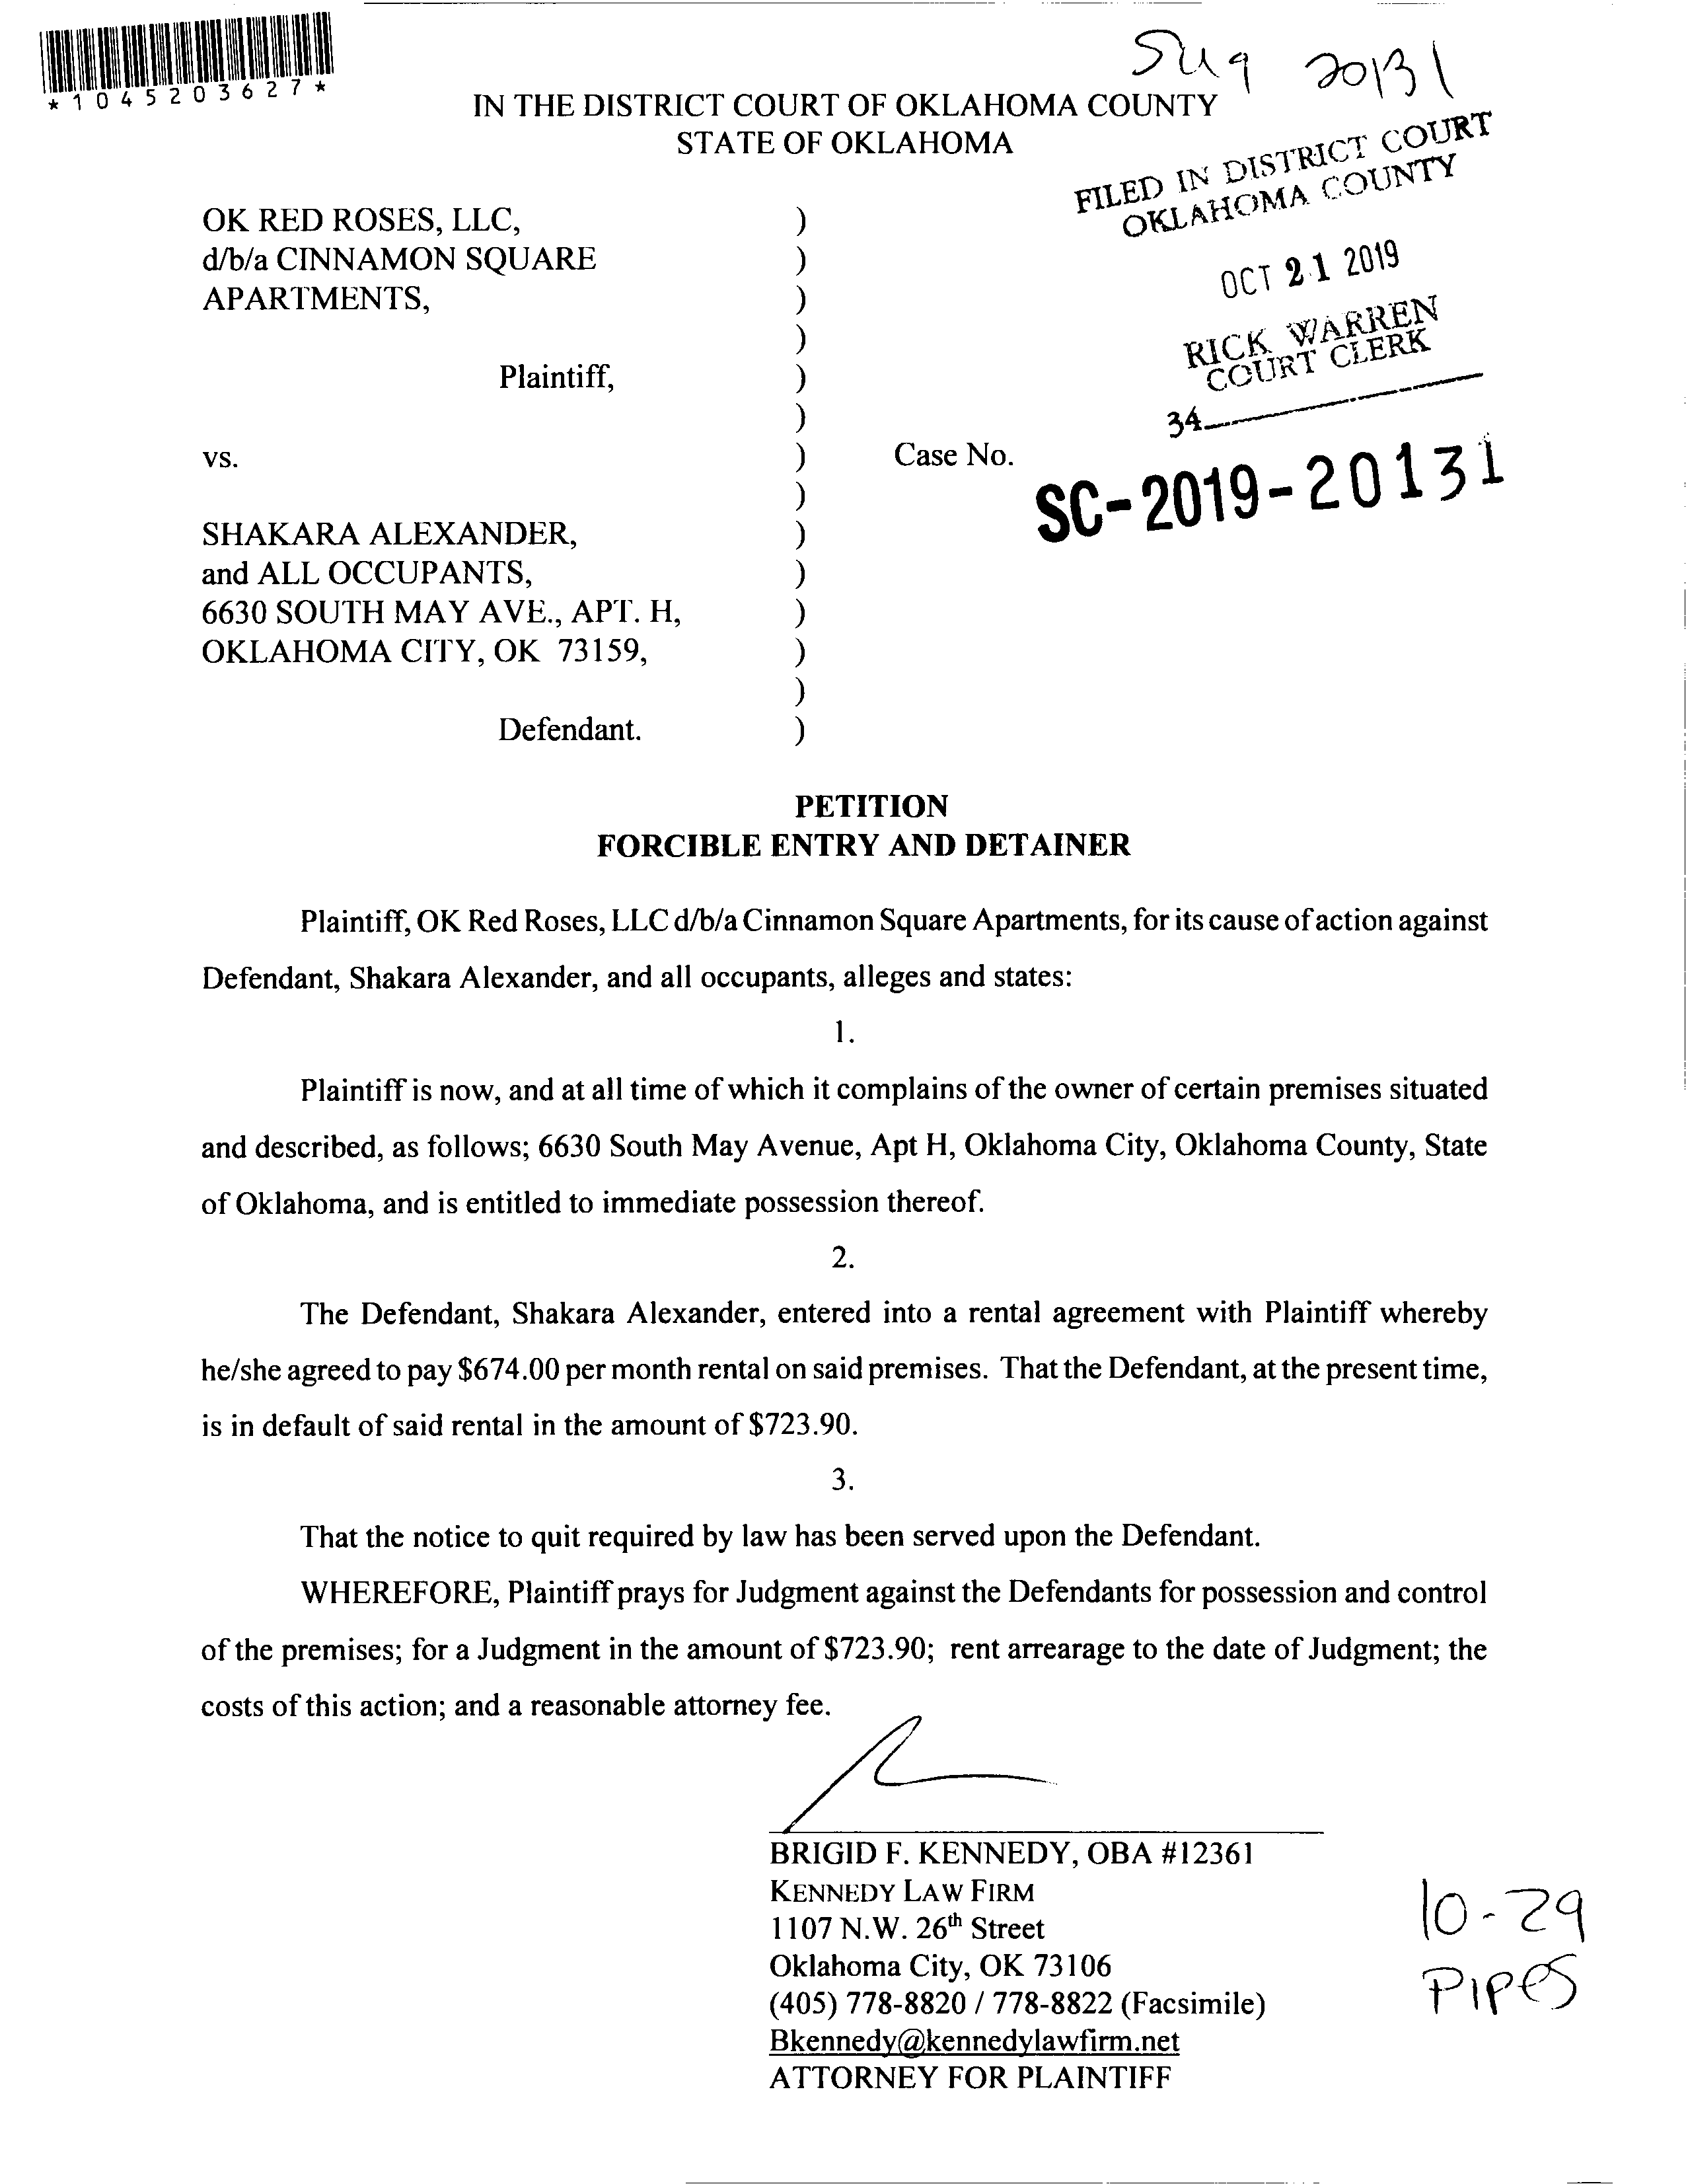 *1045203627*
SC 19 20131
IN THE DISTRICT COURT OF OKLAHOMA COUNTY
STATE OF OKLAHOMA
FILED IN DISTRICT COURT
OKLAHOMA COUNTY
OCT 21 2019
RICK WARREN
COURT CLERK
34
OK RED ROSES, LLC, )
d/b/a CINNAMON SQUARE )
APARTMENTS, )
)
Plaintiff, )
)
vs. ) Case No. SC-2019-20131
)
SHAKARA ALEXANDER, )
and ALL OCCUPANTS, )
6630 SOUTH MAY AVE., APT. H, )
OKLAHOMA CITY, OK 73159, )
)
Defendant. )
PETITION
FORCIBLE ENTRY AND DETAINER
Plaintiff, OK Red Roses, LLC d/b/a Cinnamon Square Apartments, for its cause of action against
Defendant, Shakara Alexander, and all occupants, alleges and states:
1.
Plaintiff is now, and at all time of which it complains of the owner of certain premises situated
and described, as follows; 6630 South May Avenue, Apt H, Oklahoma City, Oklahoma County, State
of Oklahoma, and is entitled to immediate possession thereof.
2.
The Defendant, Shakara Alexander, entered into a rental agreement with Plaintiff whereby
he/she agreed to pay $674.00 per month rental on said premises. That the Defendant, at the present time,
is in default of said rental in the amount of $723.90.
3.
That the notice to quit required by law has been served upon the Defendant.
WHEREFORE, Plaintiff prays for Judgment against the Defendants for possession and control
of the premises; for a Judgment in the amount of $723.90; rent arrearage to the date of Judgment; the
costs of this action; and a reasonable attorney fee.
BRIGID F. KENNEDY, OBA #12361
KENNEDY LAW FIRM
1107 N.W. 26th Street
Oklahoma City, OK 73106
(405) 778-8820 / 778-8822 (Facsimile)
Bkennedy@kennedylawfirm.net
ATTORNEY FOR PLAINTIFF
10-29
PIPES